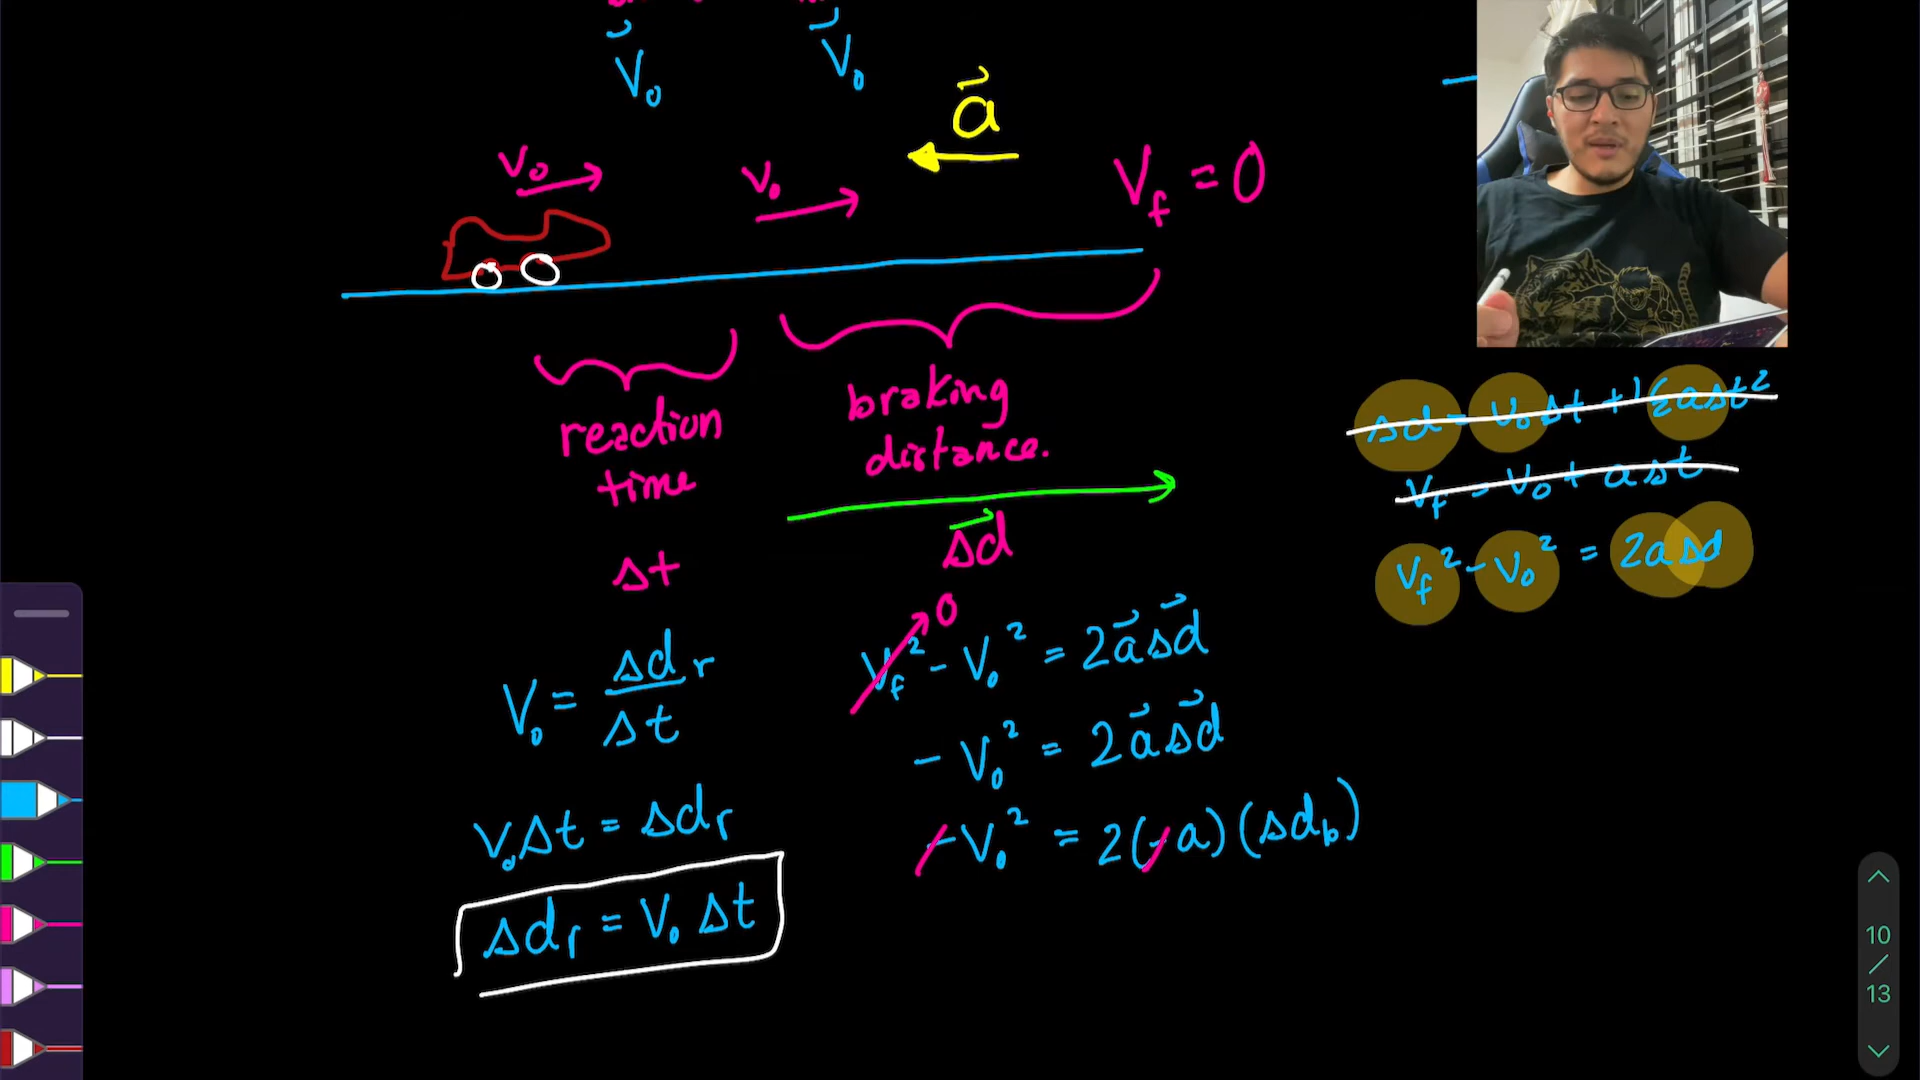 V₀
V₀
a⃗
V₀
V₀
V_f = 0
reaction
time
Δt
braking
distance.
Δd⃗
V₀ = Δd_r / Δt
V₀Δt = Δd_r
Δd_r = V₀ Δt
0
V_f² - V₀² = 2a⃗Δd⃗
- V₀² = 2a⃗Δd⃗
- V₀² = 2(-a)(Δd_b)
Δd = V₀Δt + ½aΔt²
V_f = V₀ + aΔt
V_f² - V₀² = 2aΔd
10
/
13